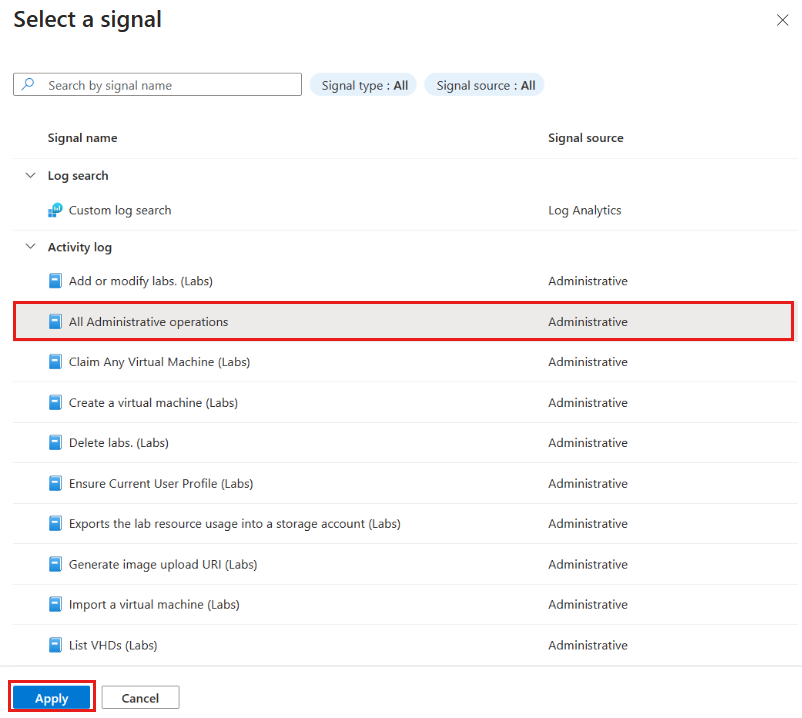 Select a signal
Search by signal name
Signal type : All
Signal source : All
Signal name
Signal source
Log search
Custom log search
Log Analytics
Activity log
Add or modify labs. (Labs)
Administrative
All Administrative operations
Administrative
Claim Any Virtual Machine (Labs)
Administrative
Create a virtual machine (Labs)
Administrative
Delete labs. (Labs)
Administrative
Ensure Current User Profile (Labs)
Administrative
Exports the lab resource usage into a storage account (Labs)
Administrative
Generate image upload URI (Labs)
Administrative
Import a virtual machine (Labs)
Administrative
List VHDs (Labs)
Administrative
Apply
Cancel